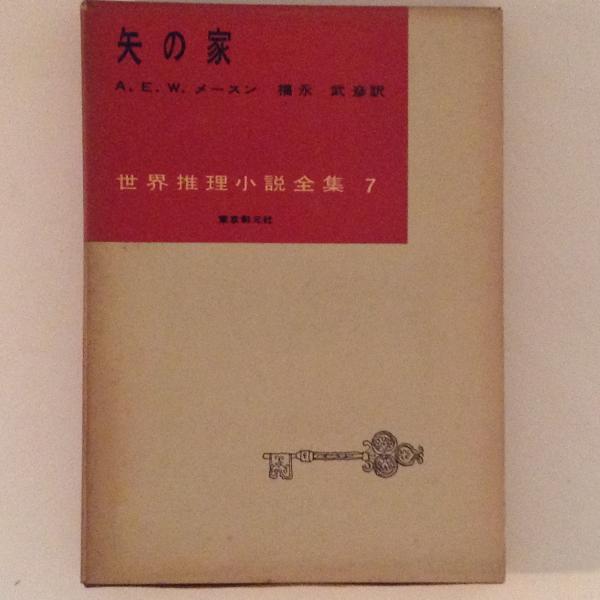 矢の家
A. E. W. メースン 福永 武彦訳
世界推理小説全集 7
東京創元社